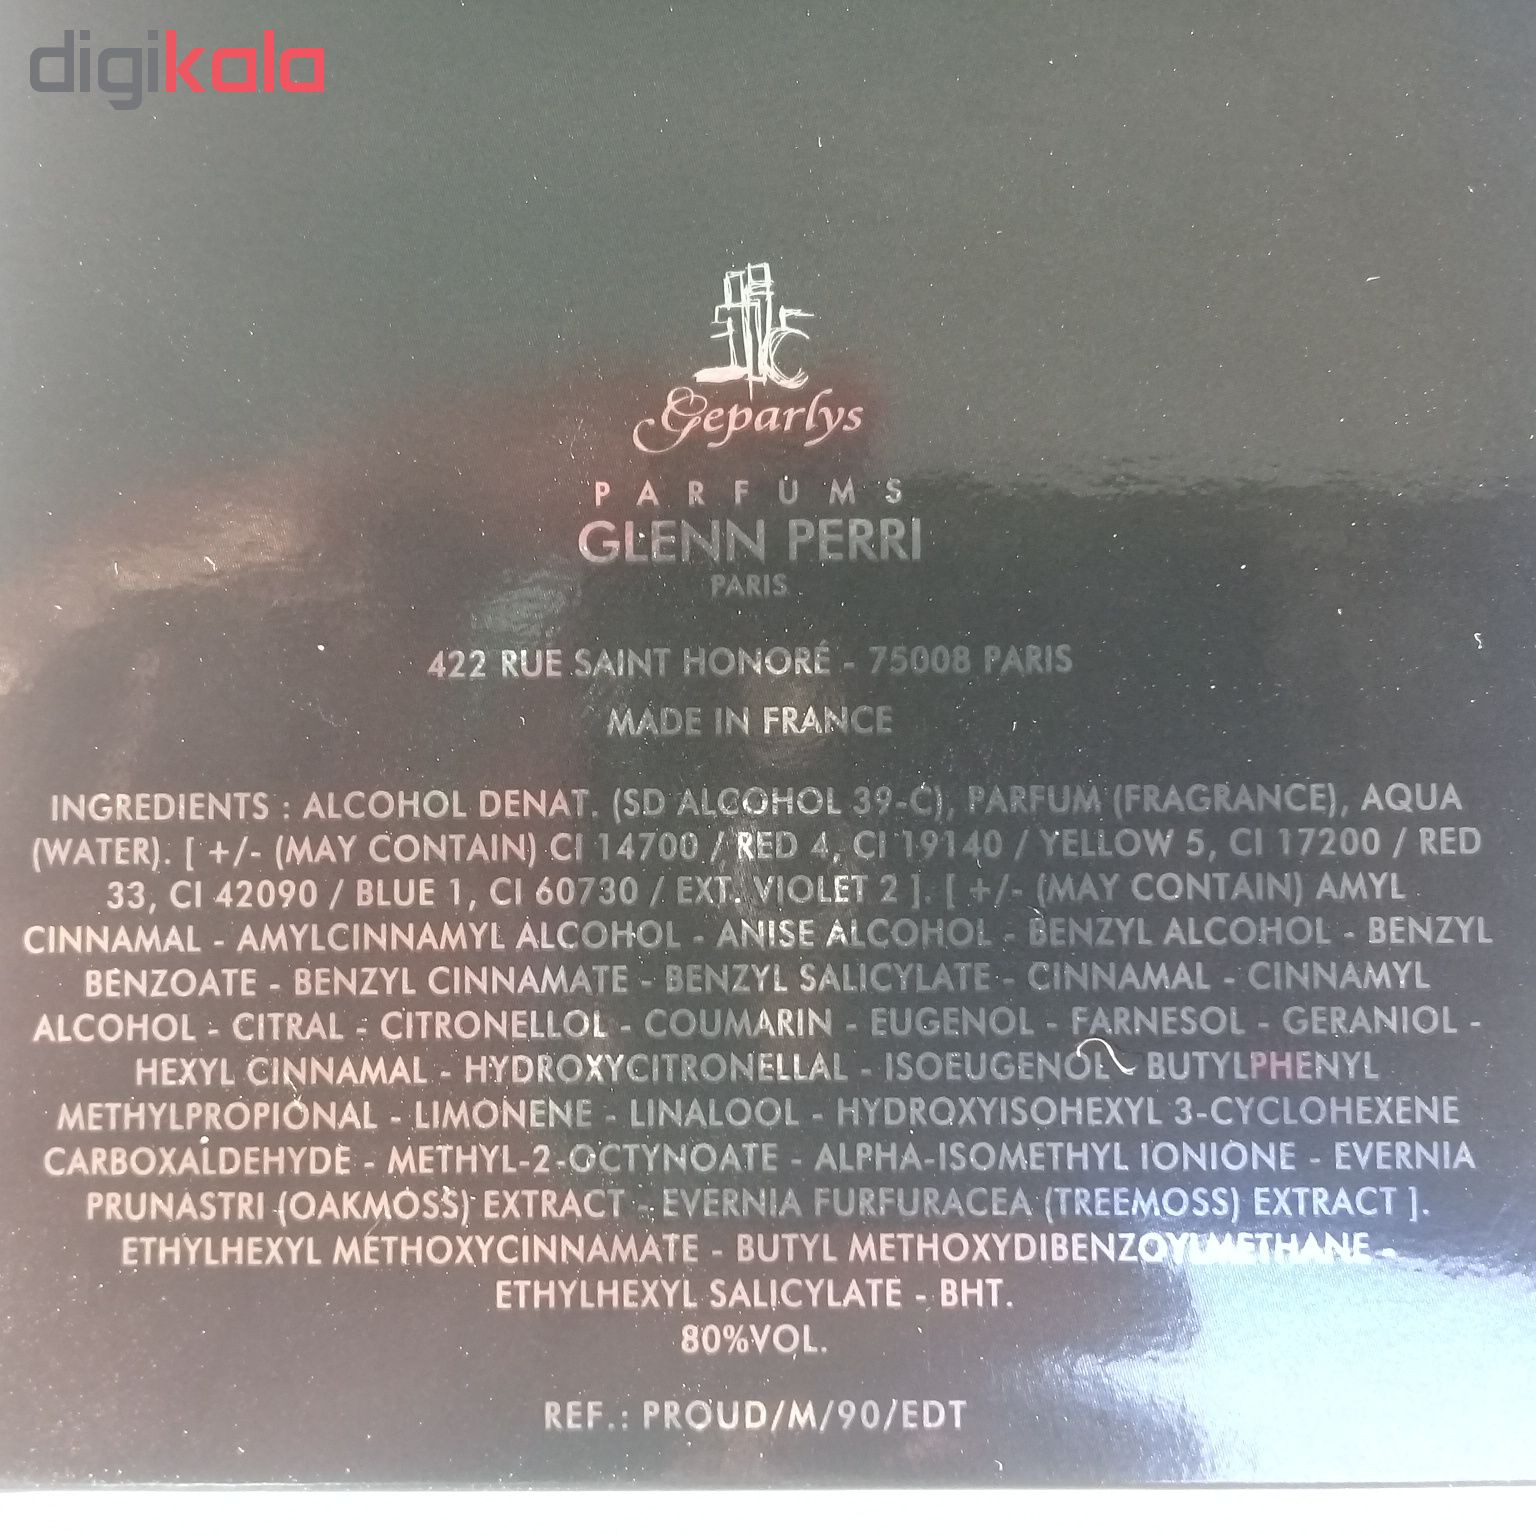 digikala
Geparlys
PARFUMS
GLENN PERRI
PARIS
422 RUE SAINT HONORÉ - 75008 PARIS
MADE IN FRANCE
INGREDIENTS : ALCOHOL DENAT. (SD ALCOHOL 39-C), PARFUM (FRAGRANCE), AQUA
(WATER). [ +/- (MAY CONTAIN) CI 14700 / RED 4, CI 19140 / YELLOW 5, CI 17200 / RED
33, CI 42090 / BLUE 1, CI 60730 / EXT. VIOLET 2 ]. [ +/- (MAY CONTAIN) AMYL
CINNAMAL - AMYLCINNAMYL ALCOHOL - ANISE ALCOHOL - BENZYL ALCOHOL - BENZYL
BENZOATE - BENZYL CINNAMATE - BENZYL SALICYLATE - CINNAMAL - CINNAMYL
ALCOHOL - CITRAL - CITRONELLOL - COUMARIN - EUGENOL - FARNESOL - GERANIOL -
HEXYL CINNAMAL - HYDROXYCITRONELLAL - ISOEUGENOL - BUTYLPHENYL
METHYLPROPIONAL - LIMONENE - LINALOOL - HYDROXYISOHEXYL 3-CYCLOHEXENE
CARBOXALDEHYDE - METHYL-2-OCTYNOATE - ALPHA-ISOMETHYL IONIONE - EVERNIA
PRUNASTRI (OAKMOSS) EXTRACT - EVERNIA FURFURACEA (TREEMOSS) EXTRACT ].
ETHYLHEXYL METHOXYCINNAMATE - BUTYL METHOXYDIBENZOYLMETHANE -
ETHYLHEXYL SALICYLATE - BHT.
80%VOL.
REF.: PROUD/M/90/EDT